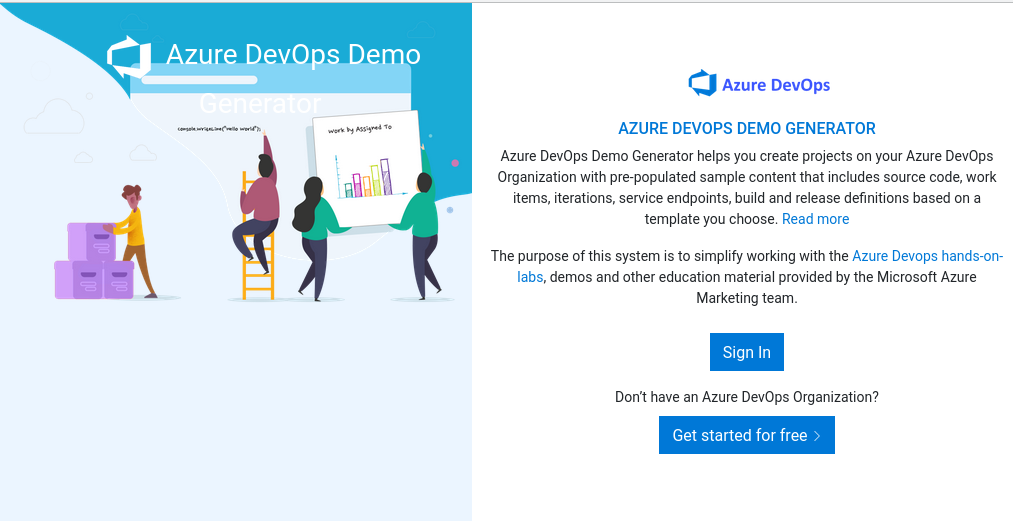 Azure DevOps Demo
Generator
console.writeLine("Hello World");
Work by Assigned To
Azure DevOps
AZURE DEVOPS DEMO GENERATOR
Azure DevOps Demo Generator helps you create projects on your Azure DevOps
Organization with pre-populated sample content that includes source code, work
items, iterations, service endpoints, build and release definitions based on a
template you choose. Read more
The purpose of this system is to simplify working with the Azure Devops hands-on-
labs, demos and other education material provided by the Microsoft Azure
Marketing team.
Sign In
Don’t have an Azure DevOps Organization?
Get started for free